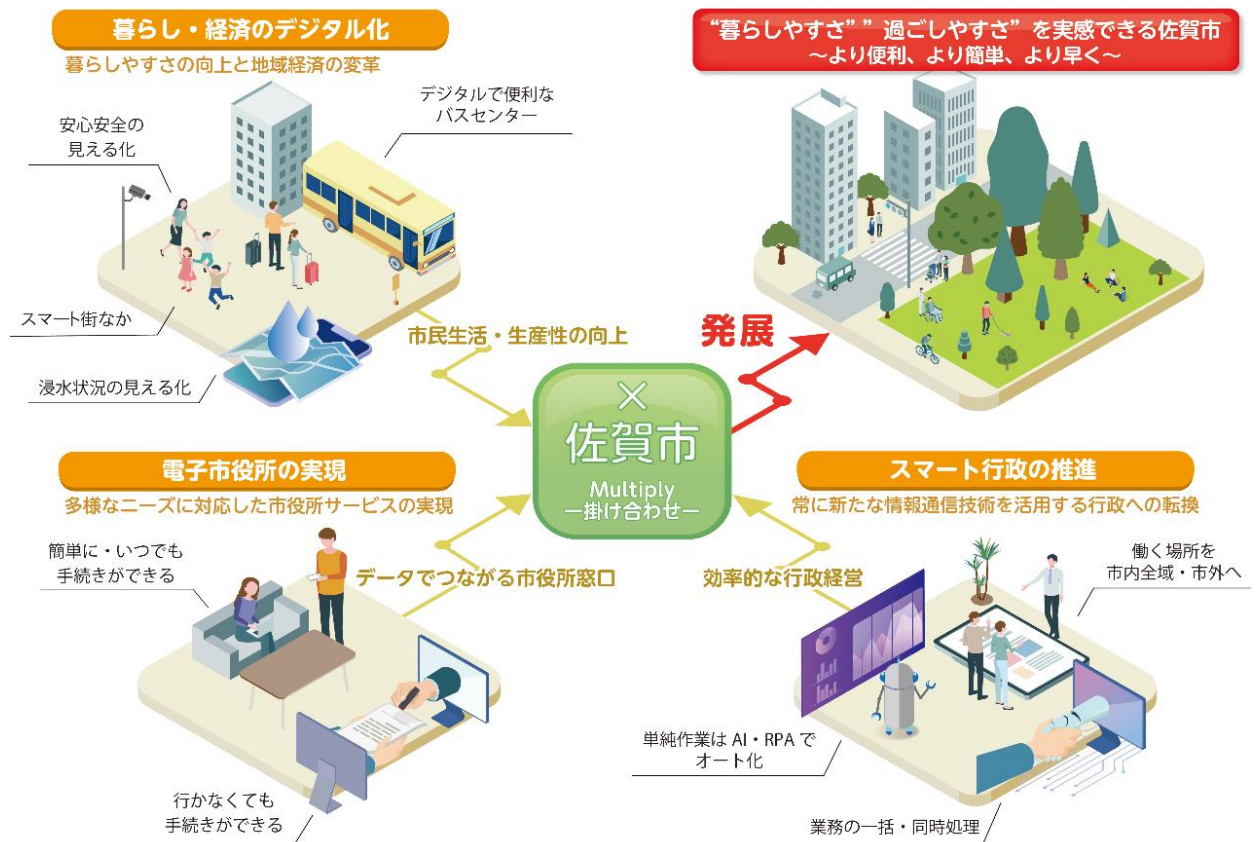 暮らし・経済のデジタル化
暮らしやすさの向上と地域経済の変革
安心安全の
見える化
デジタルで便利な
バスセンター
スマート街なか
浸水状況の見える化
市民生活・生産性の向上
“暮らしやすさ””過ごしやすさ”を実感できる佐賀市
～より便利、より簡単、より早く～
発展
×
佐賀市
Multiply
―掛け合わせ―
電子市役所の実現
多様なニーズに対応した市役所サービスの実現
簡単に・いつでも
手続きができる
データでつながる市役所窓口
行かなくても
手続きができる
スマート行政の推進
常に新たな情報通信技術を活用する行政への転換
効率的な行政経営
働く場所を
市内全域・市外へ
単純作業は AI・RPA で
オート化
業務の一括・同時処理